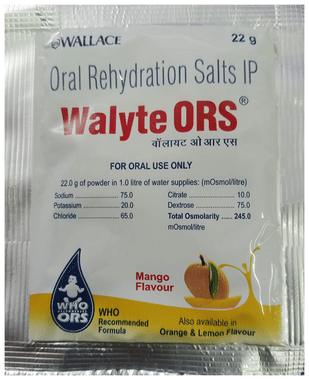 WALLACE 22 g
Oral Rehydration Salts IP
Walyte ORS®
वॉलायट ओ आर एस
FOR ORAL USE ONLY
22.0 g of powder in 1.0 litre of water supplies: (mOsmol/litre)
Sodium ..... 75.0 Citrate ..... 10.0
Potassium ..... 20.0 Dextrose ..... 75.0
Chloride ..... 65.0 Total Osmolarity ..... 245.0
mOsmol/litre)
Mango
Flavour
WHO
ORS
WHO
Recommended
Formula
Also available in
Orange & Lemon Flavour